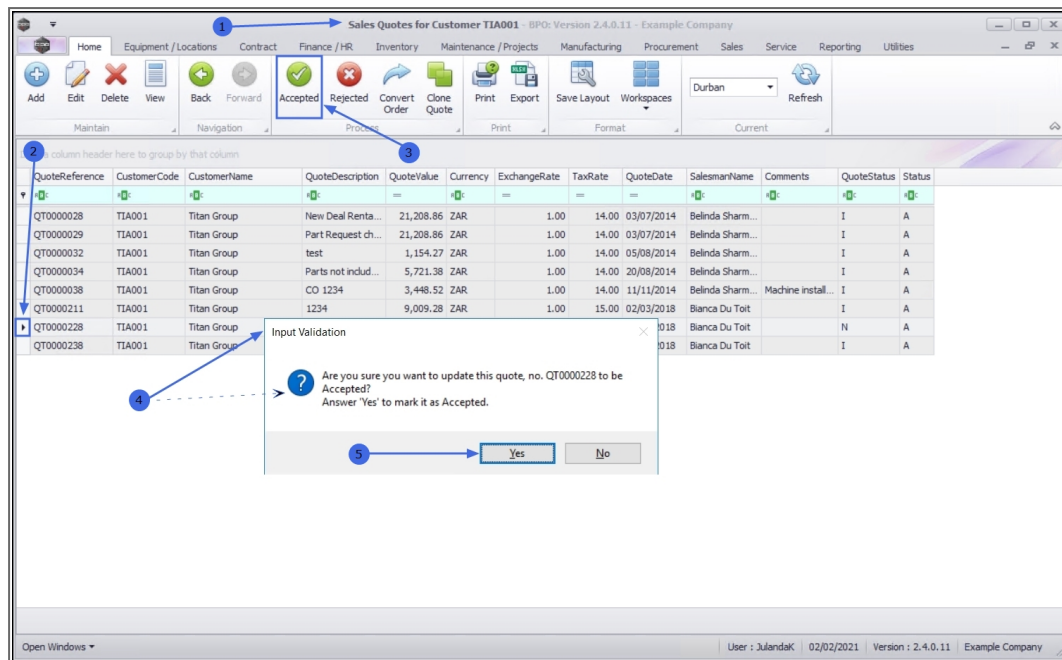 1
Sales Quotes for Customer TIA001 - BPO: Version 2.4.0.11 - Example Company
Home Equipment / Locations Contract Finance / HR Inventory Maintenance / Projects Manufacturing Procurement Sales Service Reporting Utilities
Add Edit Delete View Back Forward Accepted Rejected Convert Order Clone Quote Print Export Save Layout Workspaces Durban Refresh
Maintain Navigation Process Print Format Current
2 3
column header here to group by that column
QuoteReference CustomerCode CustomerName QuoteDescription QuoteValue Currency ExchangeRate TaxRate QuoteDate SalesmanName Comments QuoteStatus Status
QT0000028 TIA001 Titan Group New Deal Renta... 21,208.86 ZAR 1.00 14.00 03/07/2014 Belinda Sharm... I A
QT0000029 TIA001 Titan Group Part Request ch... 21,208.86 ZAR 1.00 14.00 03/07/2014 Belinda Sharm... I A
QT0000032 TIA001 Titan Group test 1,154.27 ZAR 1.00 14.00 05/08/2014 Belinda Sharm... I A
QT0000034 TIA001 Titan Group Parts not includ... 5,721.38 ZAR 1.00 14.00 20/08/2014 Belinda Sharm... I A
QT0000038 TIA001 Titan Group CO 1234 3,448.52 ZAR 1.00 14.00 11/11/2014 Belinda Sharm... Machine install... I A
QT0000211 TIA001 Titan Group 1234 9,009.28 ZAR 1.00 15.00 02/03/2018 Bianca Du Toit I A
QT0000228 TIA001 Titan Group 2018 Bianca Du Toit N A
QT0000238 TIA001 Titan Group 2018 Bianca Du Toit I A
Input Validation
Are you sure you want to update this quote, no. QT0000228 to be
Accepted?
Answer 'Yes' to mark it as Accepted.
4
5 Yes No
Open Windows User : JulandaK 02/02/2021 Version : 2.4.0.11 Example Company